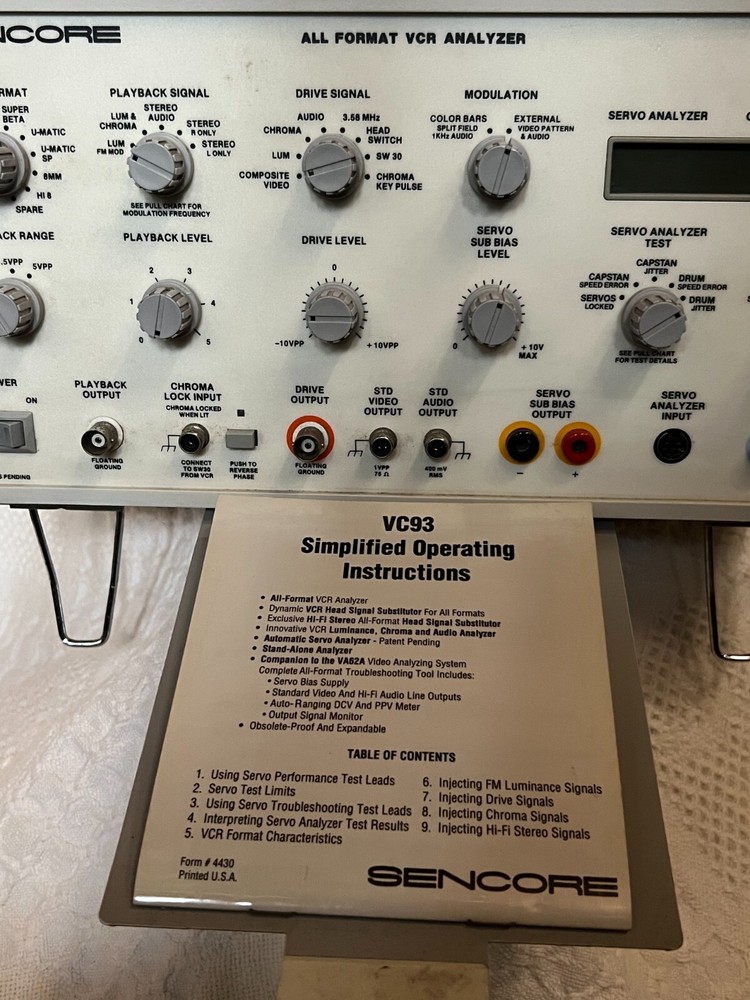 NCORE
ALL FORMAT VCR ANALYZER
RMAT
SUPER
BETA
U-MATIC
U-MATIC
SP
8MM
HI 8
SPARE
PLAYBACK SIGNAL
STEREO
AUDIO
LUM &
CHROMA
STEREO
R ONLY
LUM
FM MOD
STEREO
L ONLY
SEE PULL CHART FOR
MODULATION FREQUENCY
DRIVE SIGNAL
AUDIO
3.58 MHz
CHROMA
HEAD
SWITCH
LUM
SW 30
COMPOSITE
VIDEO
CHROMA
KEY PULSE
MODULATION
COLOR BARS
SPLIT FIELD
1KHz AUDIO
EXTERNAL
VIDEO PATTERN
& AUDIO
SERVO ANALYZER
ACK RANGE
.5VPP
5VPP
PLAYBACK LEVEL
0
1
2
3
4
5
DRIVE LEVEL
0
-10VPP
+10VPP
SERVO
SUB BIAS
LEVEL
0
+10V
MAX
SERVO ANALYZER
TEST
CAPSTAN
JITTER
CAPSTAN
SPEED ERROR
DRUM
SPEED ERROR
SERVOS
LOCKED
DRUM
JITTER
SEE PULL CHART
FOR TEST DETAILS
WER
ON
S PENDING
PLAYBACK
OUTPUT
FLOATING
GROUND
CHROMA
LOCK INPUT
CHROMA LOCKED
WHEN LIT
CONNECT
TO SW30
FROM VCR
PUSH TO
REVERSE
PHASE
DRIVE
OUTPUT
FLOATING
GROUND
STD
VIDEO
OUTPUT
1VPP
75 Ω
STD
AUDIO
OUTPUT
400 mV
RMS
SERVO
SUB BIAS
OUTPUT
-
+
SERVO
ANALYZER
INPUT
VC93
Simplified Operating
Instructions
• All-Format VCR Analyzer
• Dynamic VCR Head Signal Substitutor For All Formats
• Exclusive Hi-Fi Stereo All-Format Head Signal Substitutor
• Innovative VCR Luminance, Chroma and Audio Analyzer
• Automatic Servo Analyzer - Patent Pending
• Stand-Alone Analyzer
• Companion to the VA62A Video Analyzing System
Complete All-Format Troubleshooting Tool Includes:
• Servo Bias Supply
• Standard Video And Hi-Fi Audio Line Outputs
• Auto-Ranging DCV and PPV Meter
• Output Signal Monitor
• Obsolete-Proof And Expandable
TABLE OF CONTENTS
1. Using Servo Performance Test Leads
2. Servo Test Limits
3. Using Servo Troubleshooting Test Leads
4. Interpreting Servo Analyzer Test Results
5. VCR Format Characteristics
6. Injecting FM Luminance Signals
7. Injecting Drive Signals
8. Injecting Chroma Signals
9. Injecting Hi-Fi Stereo Signals
Form # 4430
Printed U.S.A.
SENCORE